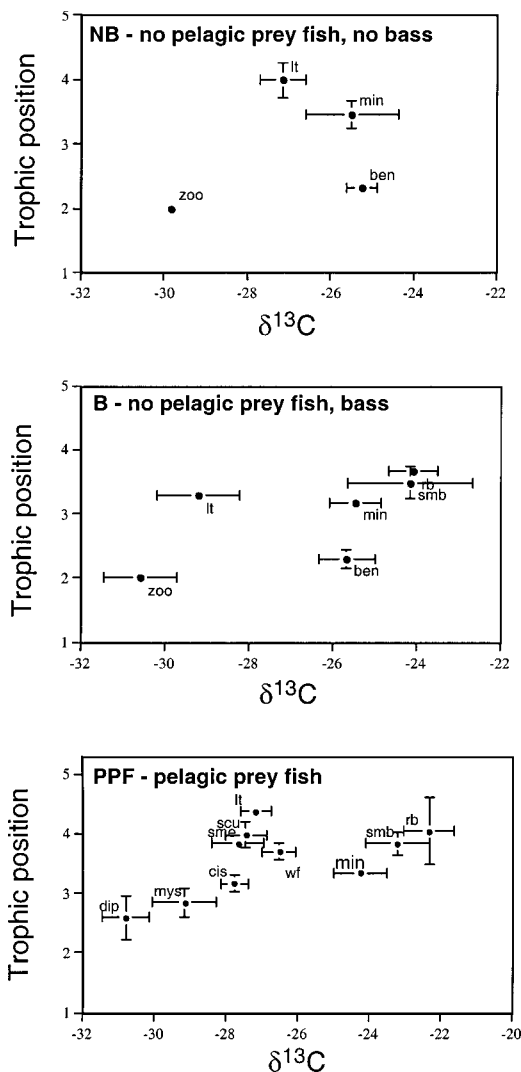 NB - no pelagic prey fish, no bass
5
4
3
2
1
Trophic position
lt
min
ben
zoo
-32 -30 -28 -26 -24 -22
δ13C
B - no pelagic prey fish, bass
5
4
3
2
1
Trophic position
rb
smb
lt
min
ben
zoo
-32 -30 -28 -26 -24 -22
δ13C
PPF - pelagic prey fish
5
4
3
2
1
Trophic position
lt
scu
sme
smb
rb
cis
wf
min
mys
dip
-32 -30 -28 -26 -24 -22 -20
δ13C